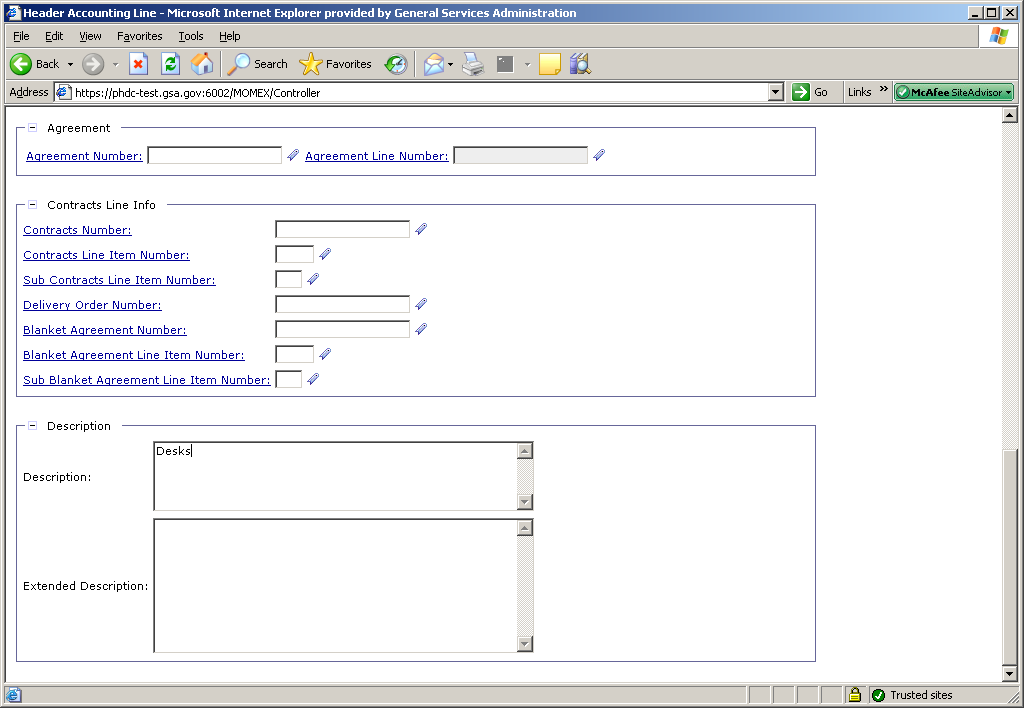 Header Accounting Line - Microsoft Internet Explorer provided by General Services Administration
File Edit View Favorites Tools Help
Back Search Favorites
Address https://phdc-test.gsa.gov:6002/MOMEX/Controller Go Links » McAfee SiteAdvisor
Agreement
Agreement Number: Agreement Line Number:
Contracts Line Info
Contracts Number:
Contracts Line Item Number:
Sub Contracts Line Item Number:
Delivery Order Number:
Blanket Agreement Number:
Blanket Agreement Line Item Number:
Sub Blanket Agreement Line Item Number:
Description
Desks
Description:
Extended Description:
Trusted sites